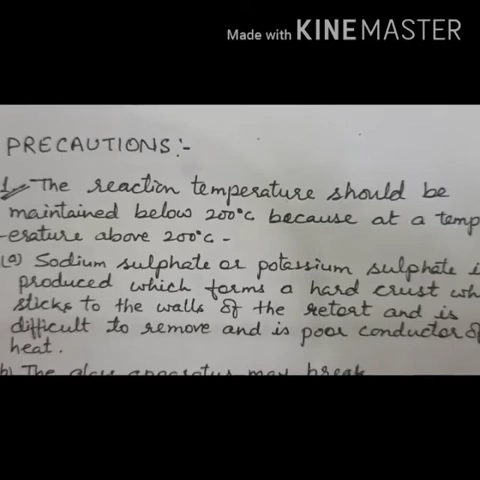 Made with KINEMASTER
PRECAUTIONS:-
1. The reaction temperature should be
maintained below 200°C because at a temp
-erature above 200°C -
(a) Sodium sulphate or potassium sulphate i
produced which forms a hard crust wh
sticks to the walls of the retort and is
difficult to remove and is poor conductor of
heat.
b) The glass apparatus may break